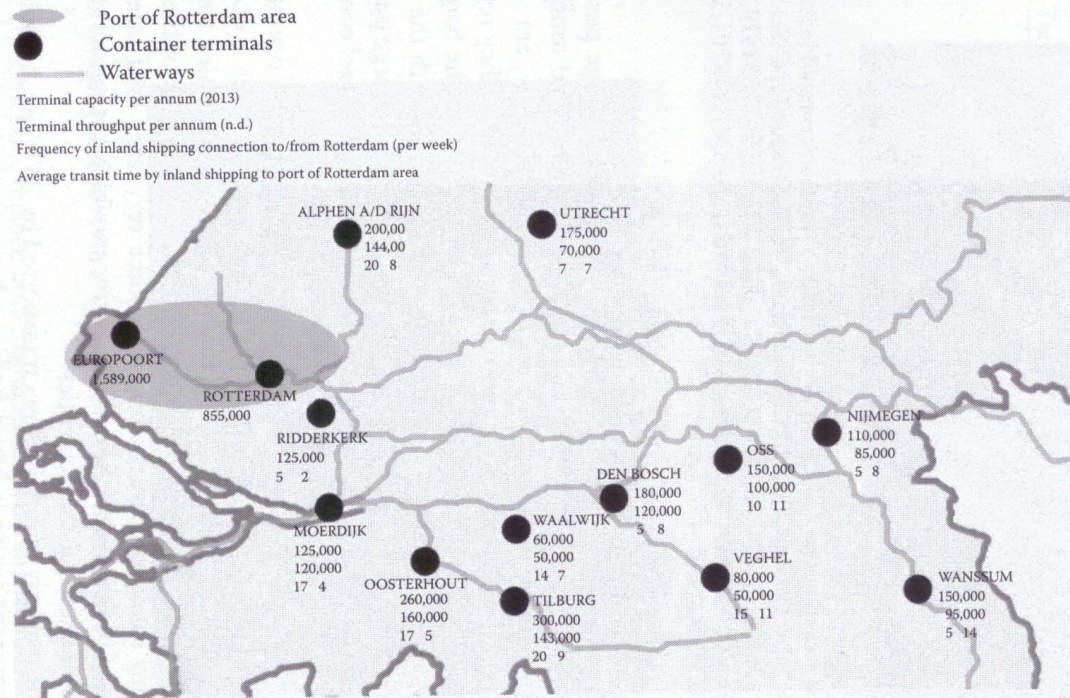 Port of Rotterdam area
Container terminals
Waterways
Terminal capacity per annum (2013)
Terminal throughput per annum (n.d.)
Frequency of inland shipping connection to/from Rotterdam (per week)
Average transit time by inland shipping to port of Rotterdam area
ALPHEN A/D RIJN
200,00
144,00
20 8
UTRECHT
175,000
70,000
7 7
EUROPOORT
1,589,000
ROTTERDAM
855,000
RIDDERKERK
125,000
5 2
NIJMEGEN
110,000
85,000
5 8
OSS
150,000
100,000
10 11
DEN BOSCH
180,000
120,000
5 8
MOERDIJK
125,000
120,000
17 4
WAALWIJK
60,000
50,000
14 7
OOSTERHOUT
260,000
160,000
17 5
TILBURG
300,000
143,000
20 9
VEGHEL
80,000
50,000
15 11
WANSSUM
150,000
95,000
5 14